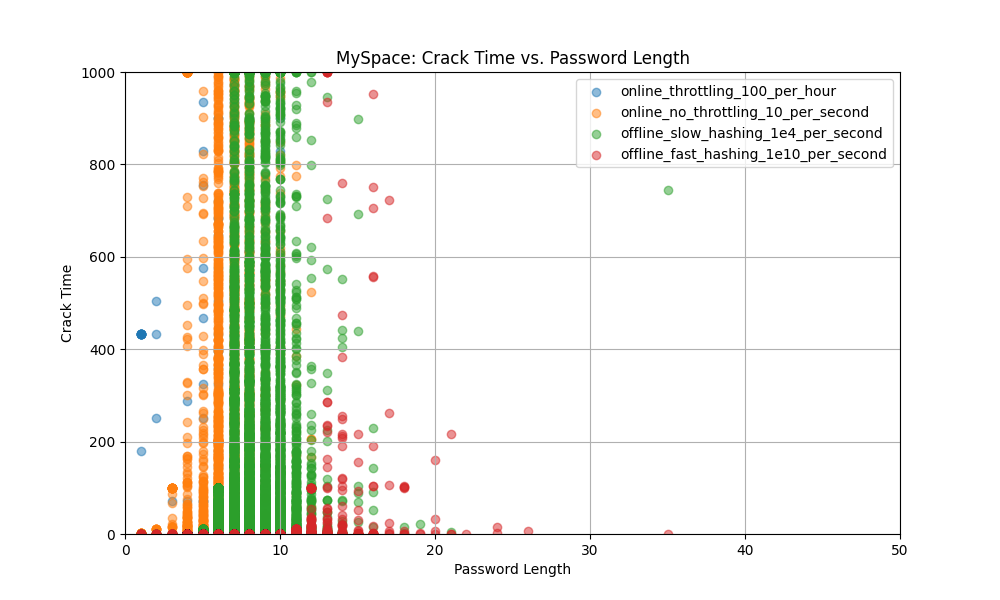 MySpace: Crack Time vs. Password Length
1000
800
600
400
200
0
Crack Time
online_throttling_100_per_hour
online_no_throttling_10_per_second
offline_slow_hashing_1e4_per_second
offline_fast_hashing_1e10_per_second
0 10 20 30 40 50
Password Length